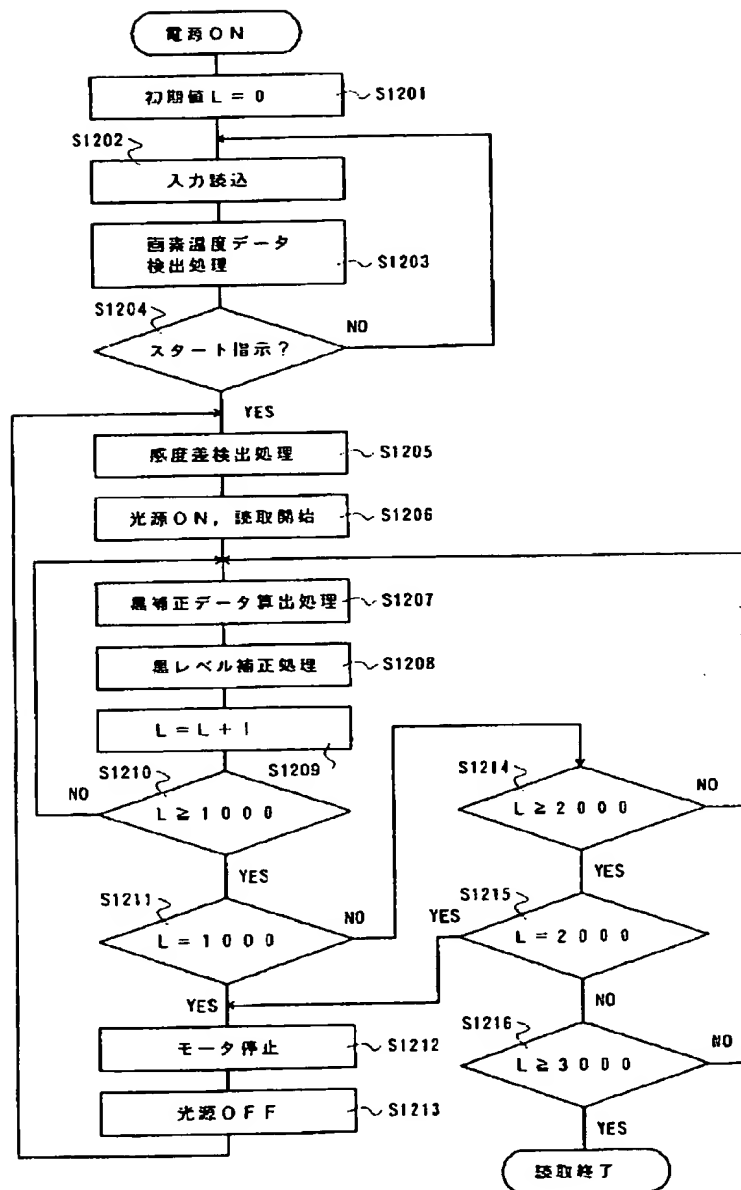 電源ON
初期値L=0
S1201
S1202
入力読込
画素温度データ
検出処理
S1203
S1204
スタート指示?
NO
YES
感度差検出処理
S1205
光源ON,読取開始
S1206
黒補正データ算出処理
S1207
黒レベル補正処理
S1208
L=L+1
S1209
S1210
NO
L≧1000
YES
S1211
L=1000
NO
YES
モータ停止
S1212
光源OFF
S1213
S1214
NO
L≧2000
YES
S1215
YES
L=2000
NO
S1216
NO
L≧3000
YES
読取終了